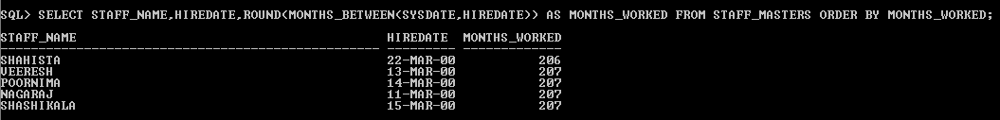 SQL> SELECT STAFF_NAME,HIREDATE,ROUND(MONTHS_BETWEEN(SYSDATE,HIREDATE)) AS MONTHS_WORKED FROM STAFF_MASTERS ORDER BY MONTHS_WORKED;
STAFF_NAME HIREDATE MONTHS_WORKED
-------------------------------------------------- --------- -------------
SHAHISTA 22-MAR-00 206
VEERESH 13-MAR-00 207
POORNIMA 14-MAR-00 207
NAGARAJ 11-MAR-00 207
SHASHIKALA 15-MAR-00 207